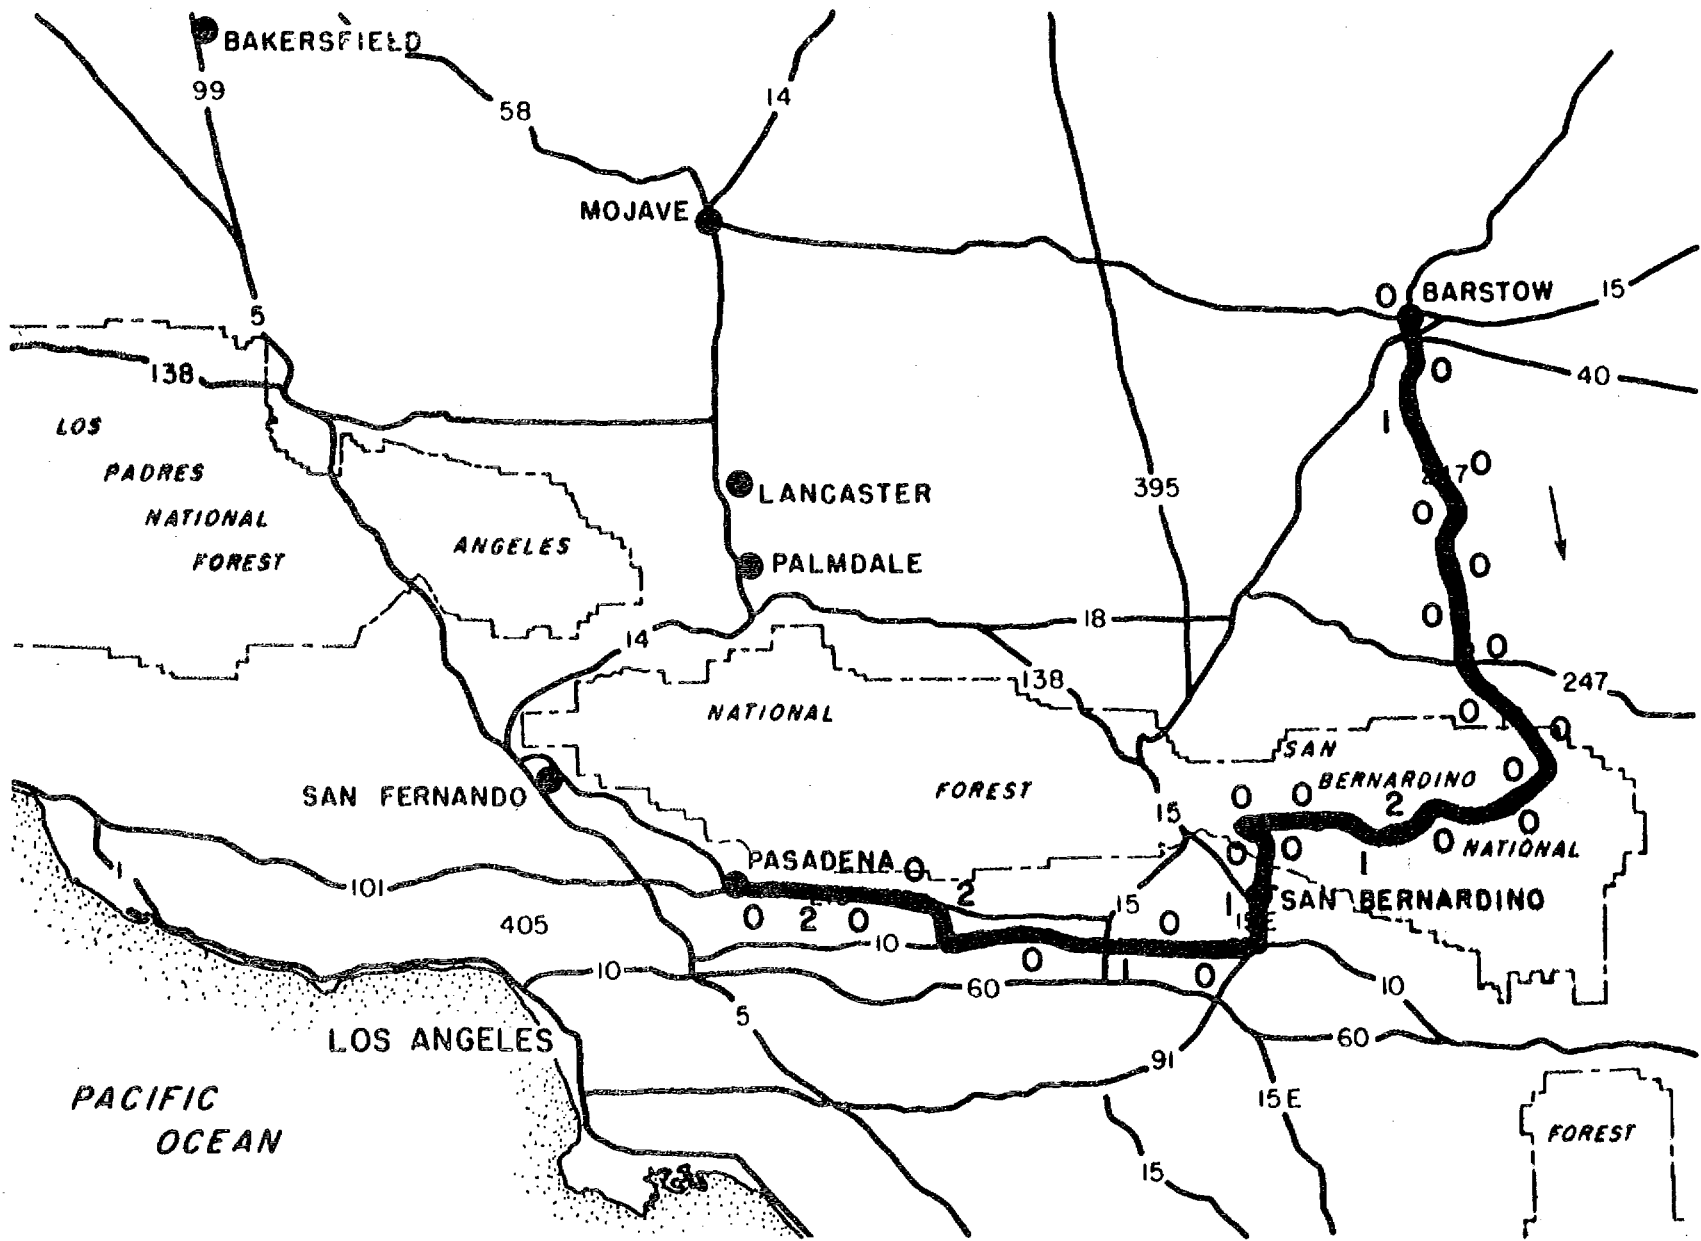 BAKERSFIELD
99
58
14
MOJAVE
0 BARSTOW
15
5
138
0
40
1
LOS
PADRES
NATIONAL
FOREST
0
LANCASTER
395
0
ANGELES
PALMDALE
0
0
18
14
0
138
247
NATIONAL
0
0
SAN
BERNARDINO
FOREST
0
SAN FERNANDO
0
0
2
15
0
0
NATIONAL
PASADENA
0
0
0
1
1
101
2
15
1
SAN BERNARDINO
405
0
2
0
0
10
10
0
1
0
60
10
5
LOS ANGELES
60
91
PACIFIC
OCEAN
15E
FOREST
15